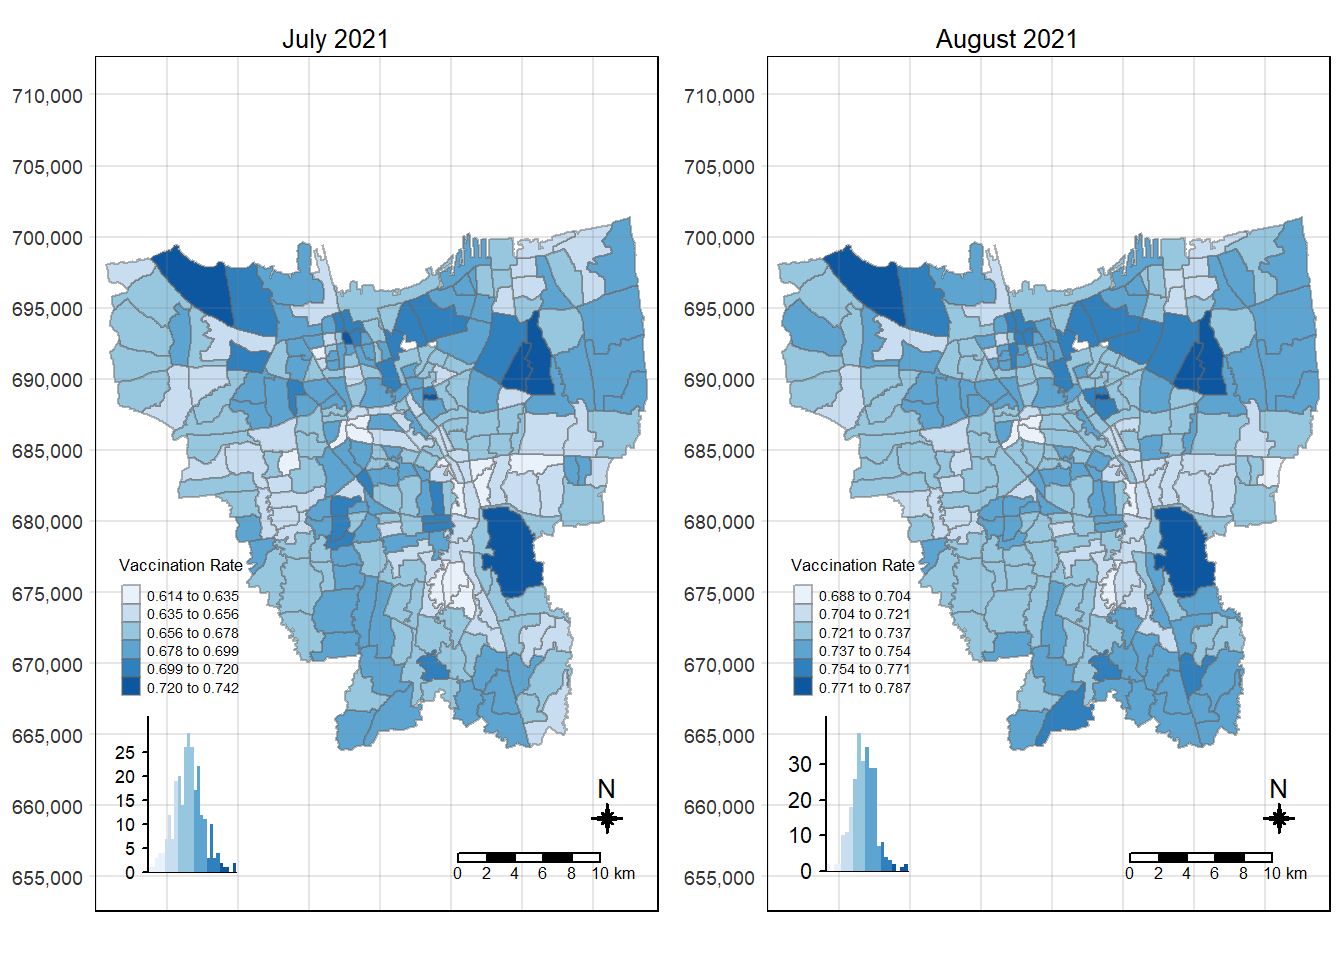 July 2021
710,000
705,000
700,000
695,000
690,000
685,000
680,000
675,000
670,000
665,000
660,000
655,000
Vaccination Rate
0.614 to 0.635
0.635 to 0.656
0.656 to 0.678
0.678 to 0.699
0.699 to 0.720
0.720 to 0.742
25
20
15
10
5
0
N
0 2 4 6 8 10 km
August 2021
710,000
705,000
700,000
695,000
690,000
685,000
680,000
675,000
670,000
665,000
660,000
655,000
Vaccination Rate
0.688 to 0.704
0.704 to 0.721
0.721 to 0.737
0.737 to 0.754
0.754 to 0.771
0.771 to 0.787
30
20
10
0
N
0 2 4 6 8 10 km